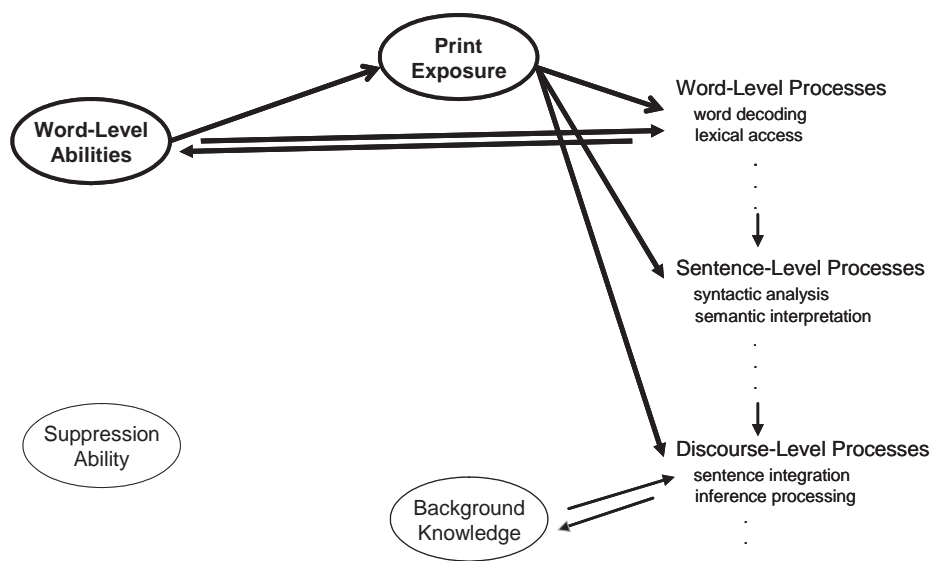 Print
Exposure
Word-Level
Abilities
Word-Level Processes
word decoding
lexical access
Sentence-Level Processes
syntactic analysis
semantic interpretation
Suppression
Ability
Discourse-Level Processes
sentence integration
inference processing
Background
Knowledge